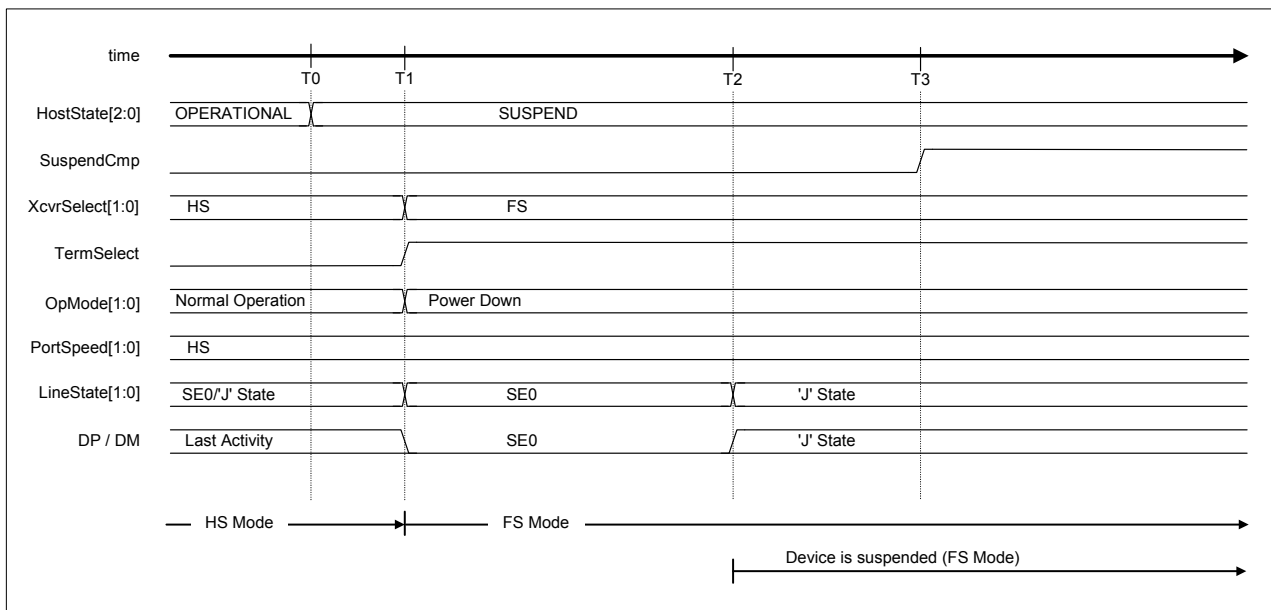 time
T0 T1 T2 T3
HostState[2:0] OPERATIONAL SUSPEND
SuspendCmp
XcvrSelect[1:0] HS FS
TermSelect
OpMode[1:0] Normal Operation Power Down
PortSpeed[1:0] HS
LineState[1:0] SE0/'J' State SE0 'J' State
DP / DM Last Activity SE0 'J' State
HS Mode FS Mode
Device is suspended (FS Mode)